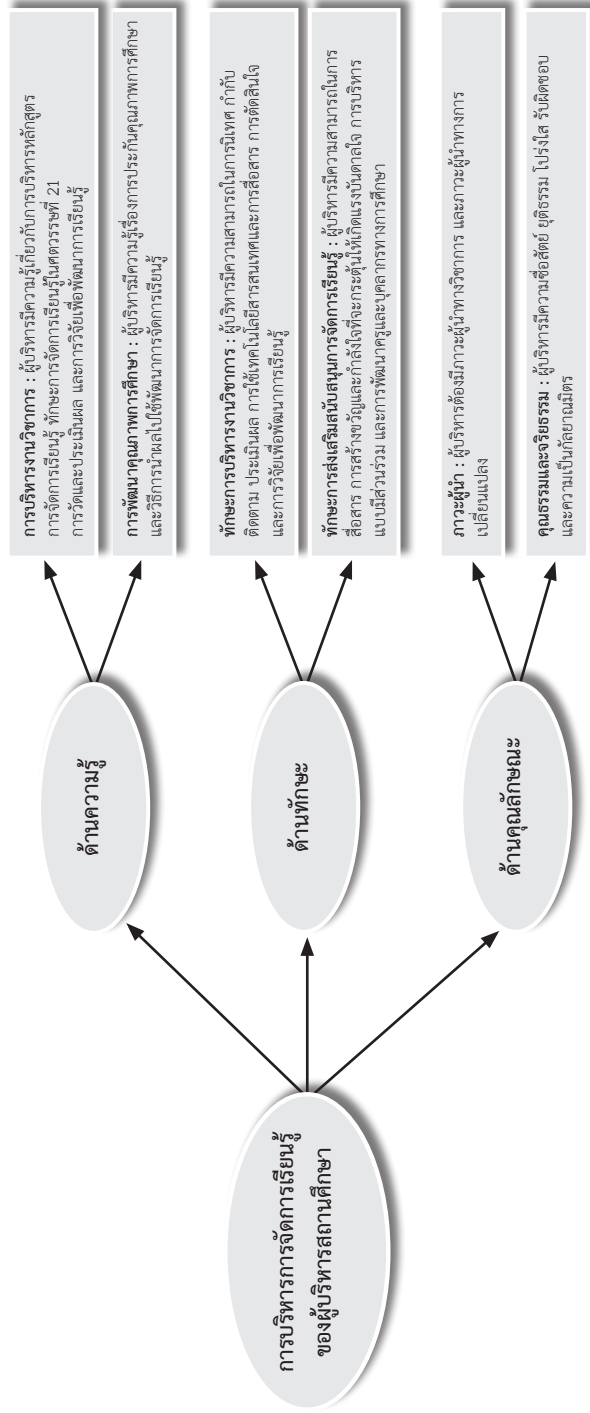 การบริหารการจัดการเรียนรู้
ของผู้บริหารสถานศึกษา
ด้านความรู้
การบริหารงานวิชาการ : ผู้บริหารมีความรู้เกี่ยวกับการบริหารหลักสูตร
การจัดการเรียนรู้ ทักษะการจัดการเรียนรู้ในศตวรรษที่ 21
การวัดและประเมินผล และการวิจัยเพื่อพัฒนาการเรียนรู้
การพัฒนาคุณภาพการศึกษา : ผู้บริหารมีความรู้เรื่องการประกันคุณภาพการศึกษา
และวิธีการนำผลไปใช้พัฒนาการจัดการเรียนรู้
ด้านทักษะ
ทักษะการบริหารงานวิชาการ : ผู้บริหารมีความสามารถในการนิเทศ กำกับ
ติดตาม ประเมินผล การใช้เทคโนโลยีสารสนเทศและการสื่อสาร การตัดสินใจ
และการวิจัยเพื่อพัฒนาการเรียนรู้
ทักษะการส่งเสริมสนับสนุนการจัดการเรียนรู้ : ผู้บริหารมีความสามารถในการ
สื่อสาร การสร้างขวัญและกำลังใจที่จะกระตุ้นให้เกิดแรงบันดาลใจ การบริหาร
แบบมีส่วนร่วม และการพัฒนาครูและบุคลากรทางการศึกษา
ด้านคุณลักษณะ
ภาวะผู้นำ : ผู้บริหารต้องมีภาวะผู้นำทางวิชาการ และภาวะผู้นำทางการ
เปลี่ยนแปลง
คุณธรรมและจริยธรรม : ผู้บริหารมีความซื่อสัตย์ ยุติธรรม โปร่งใส รับผิดชอบ
และความเป็นกัลยาณมิตร